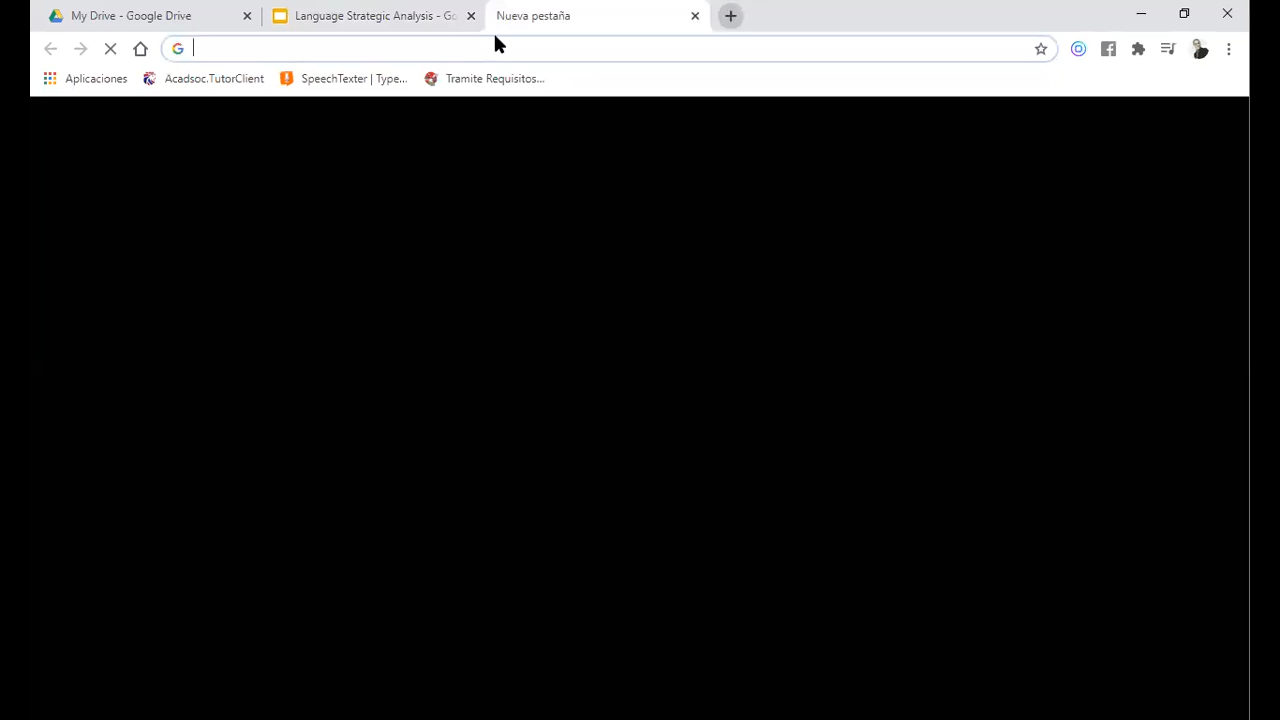 My Drive - Google Drive
Language Strategic Analysis - Go
Nueva pestaña
Aplicaciones
Acadsoc.TutorClient
SpeechTexter | Type...
Tramite Requisitos...